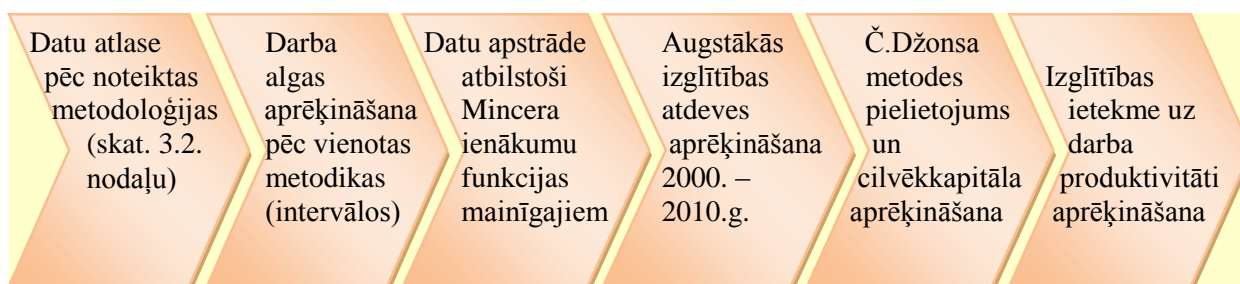 Datu atlase
pēc noteiktas
metodoloģijas
(skat. 3.2.
nodaļu)
Darba
algas
aprēķināšana
pēc vienotas
metodikas
(intervālos)
Datu apstrāde
atbilstoši
Mincera
ienākumu
funkcijas
mainīgajiem
Augstākās
izglītības
atdeves
aprēķināšana
2000. –
2010.g.
Č.Džonsa
metodes
pielietojums
un
cilvēkkapitāla
aprēķināšana
Izglītības
ietekme uz
darba
produktivitāti
aprēķināšana